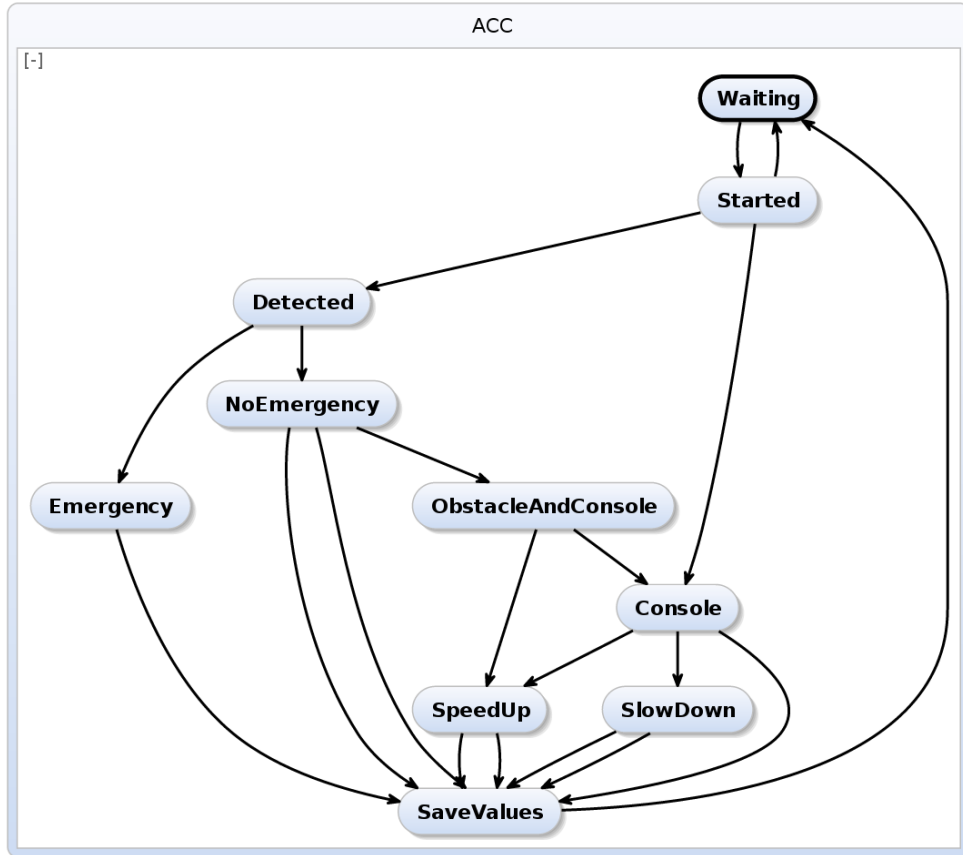 ACC
[-]
Waiting
Started
Detected
NoEmergency
Emergency
ObstacleAndConsole
Console
SpeedUp
SlowDown
SaveValues